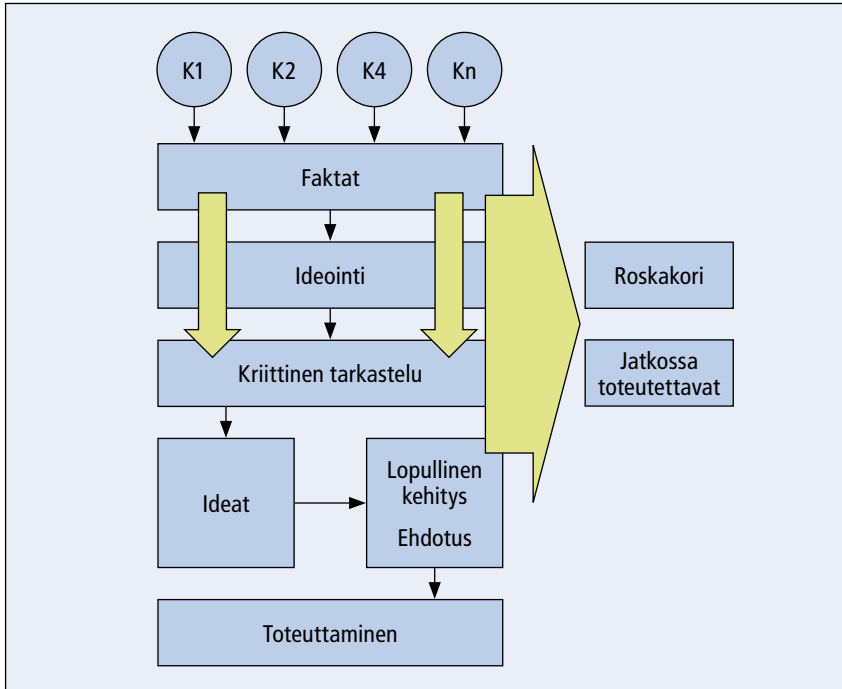 K1
K2
K4
Kn
Faktat
Ideointi
Roskakori
Kriittinen tarkastelu
Jatkossa
toteutettavat
Ideat
Lopullinen
kehitys
Ehdotus
Toteuttaminen